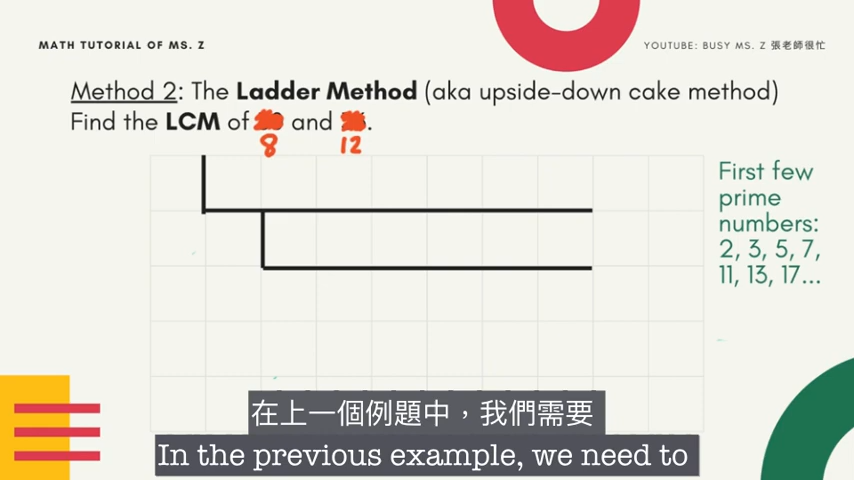 MATH TUTORIAL OF MS. Z
YOUTUBE: BUSY MS. Z 張老師很忙
Method 2: The Ladder Method (aka upside-down cake method)
Find the LCM of and .
8 12
First few
prime
numbers:
2, 3, 5, 7,
11, 13, 17...
在上一個例題中，我們需要
In the previous example, we need to